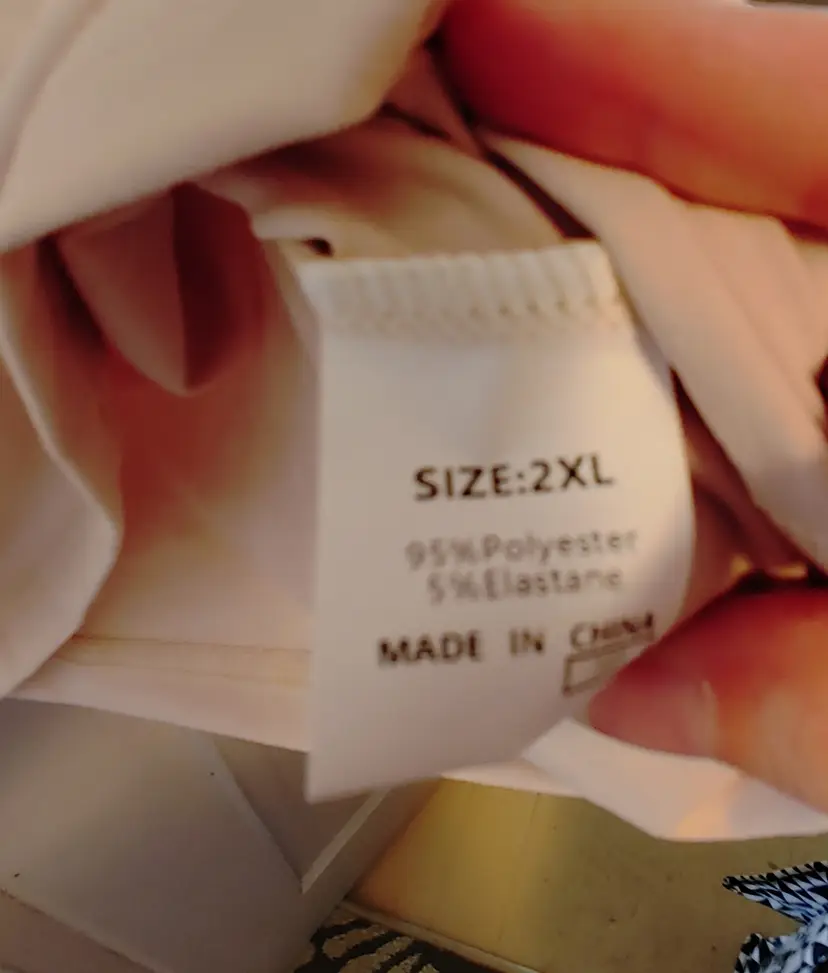 SIZE:2XL
95%Polyester
5%Elastane
MADE IN CHINA